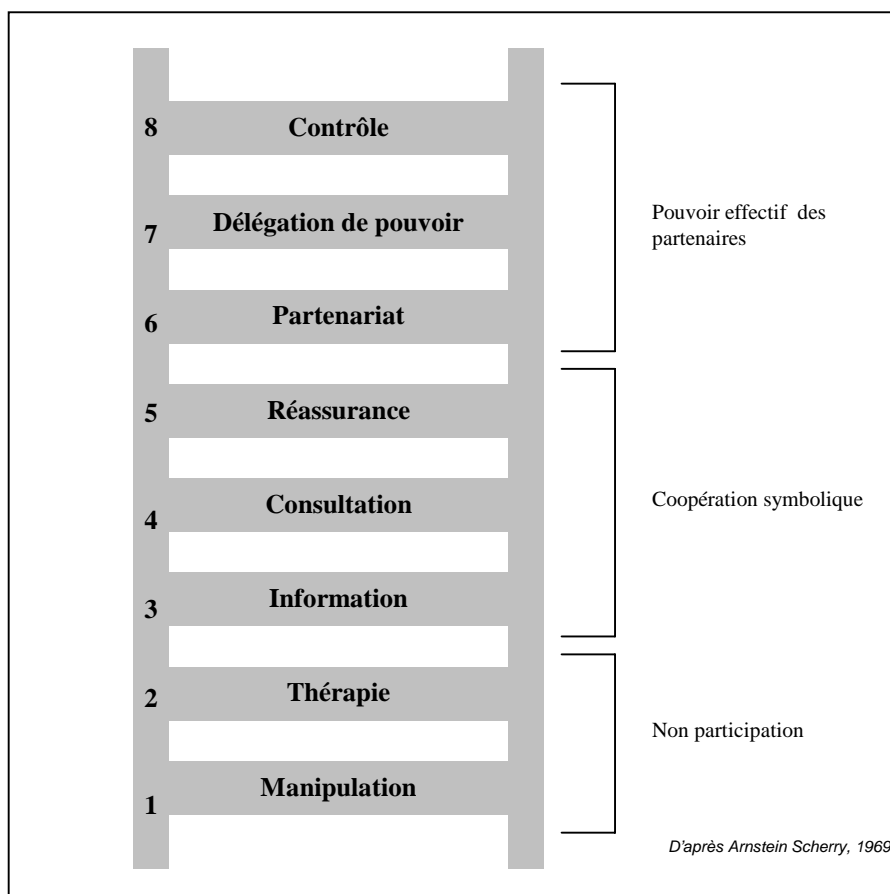 8 Contrôle
7 Délégation de pouvoir
Pouvoir effectif des
partenaires
6 Partenariat
5 Réassurance
4 Consultation
Coopération symbolique
3 Information
2 Thérapie
Non participation
1 Manipulation
D'après Arnstein Scherry, 1969